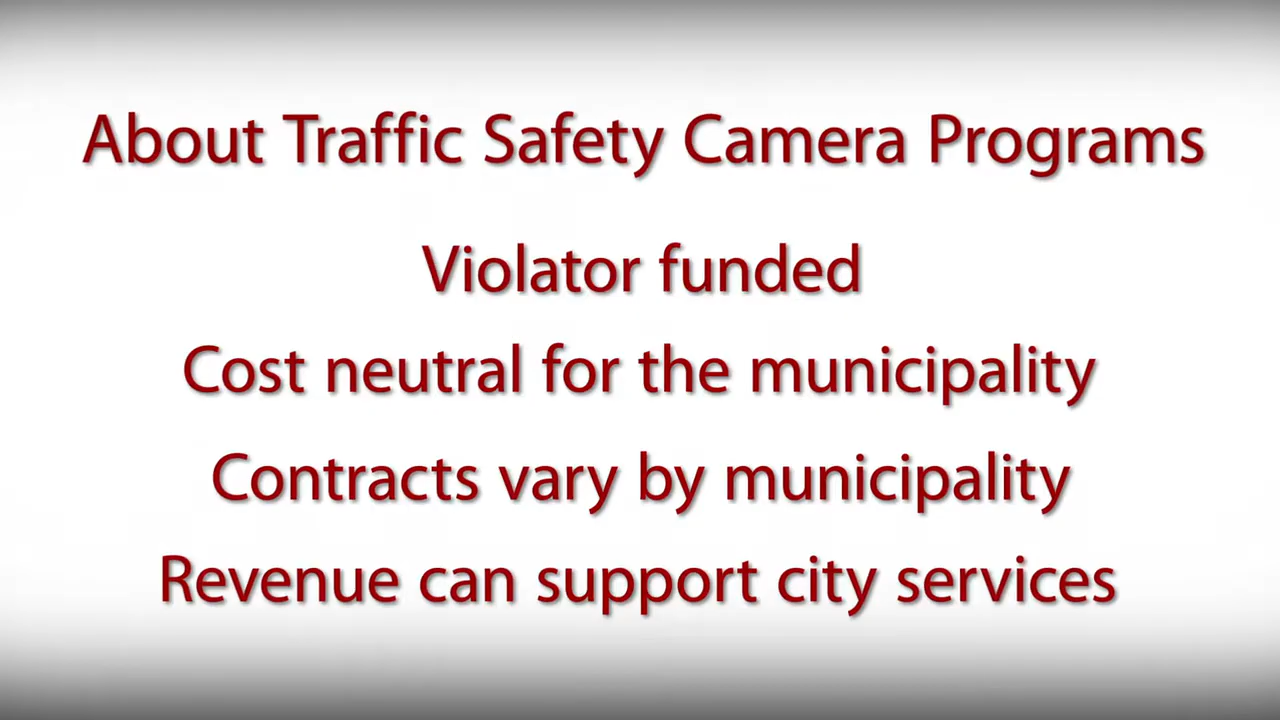 About Traffic Safety Camera Programs
Violator funded
Cost neutral for the municipality
Contracts vary by municipality
Revenue can support city services